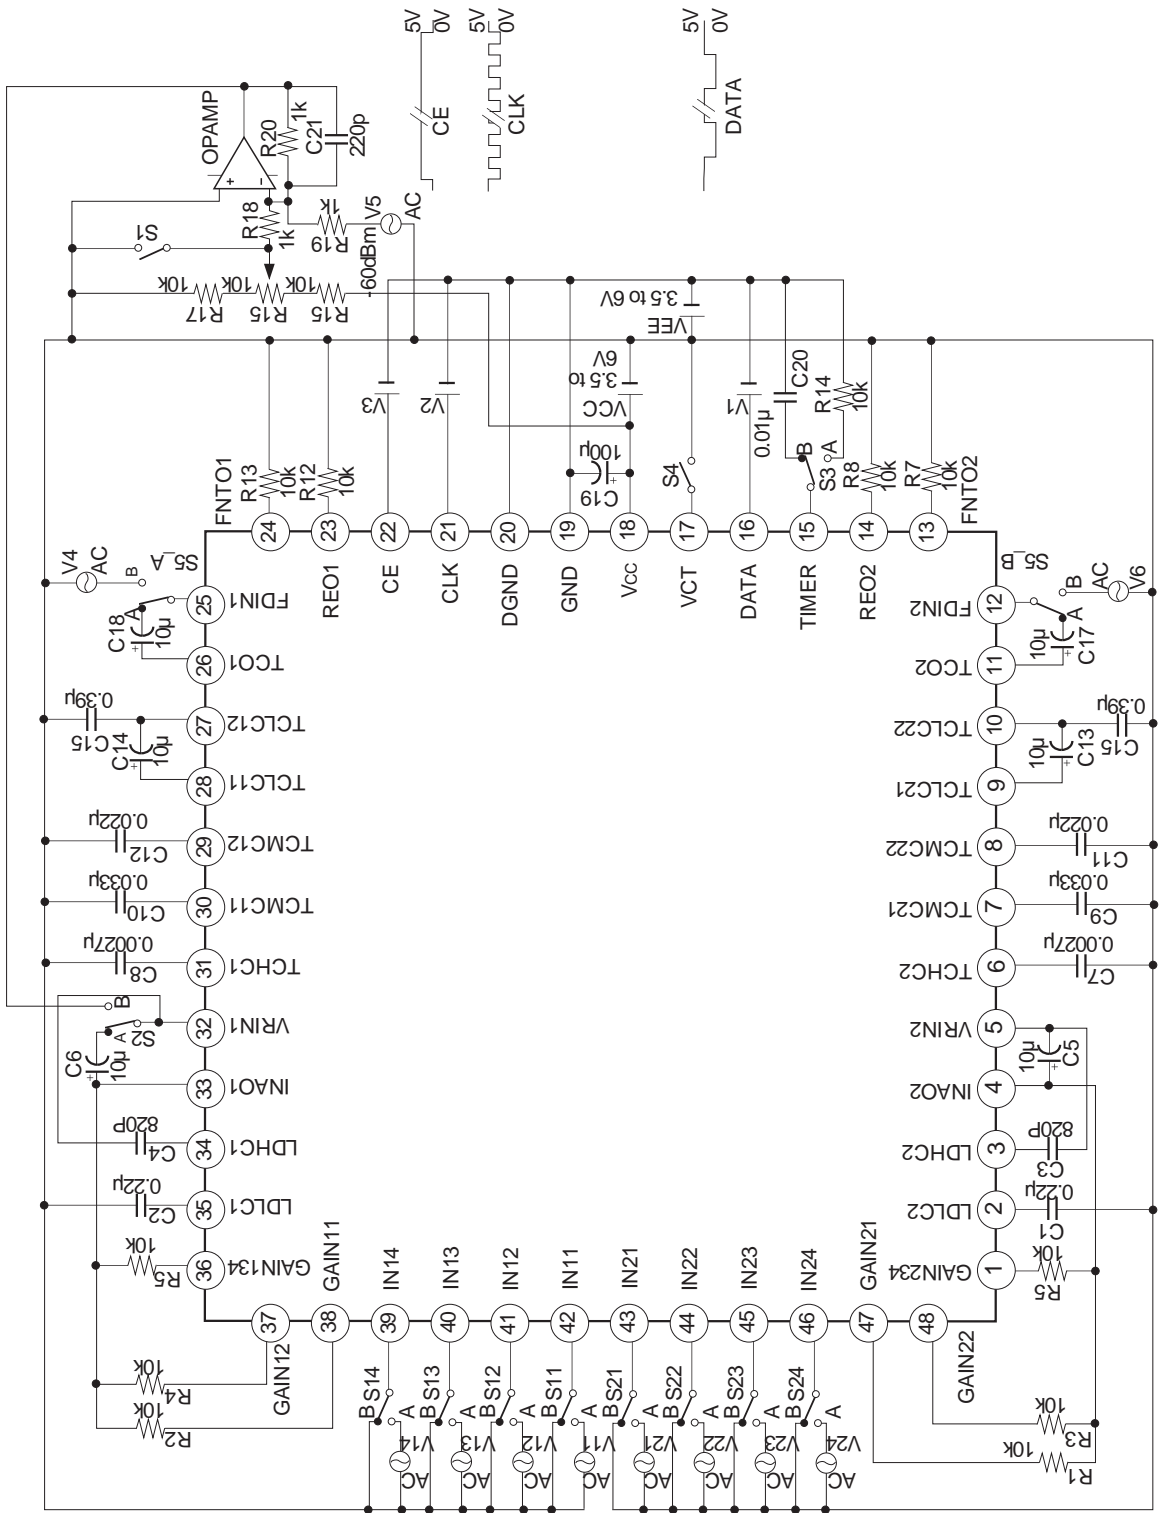 5V
0V
CE
5V
0V
CLK
5V
0V
DATA
OPAMP
+
-
R20
1k
C21
220p
S1
R18
1k
R19
1k
V5
AC
-60dBm
R17
10k
R15
10k
R15
10k
V3
V2
VCC
3.5 to
6V
VEE
3.5 to 6V
V1
C20
0.01µ
R14
10k
S3
B
A
S4
C19
100µ
+
R13
10k
R12
10k
R8
10k
R7
10k
FNTO1
24
23
REO1
22
CE
21
CLK
20
DGND
19
GND
18
Vcc
17
VCT
16
DATA
15
TIMER
14
REO2
13
FNTO2
V4
AC
B
S5_A
A
C18
10µ
+
25
FDIN1
26
TCO1
C15
0.39µ
27
TCLC12
C14
10µ
+
28
TCLC11
C12
0.022µ
29
TCMC12
C10
0.033µ
30
TCMC11
C8
0.0027µ
31
TCHC1
B
A
S2
32
VRIN1
C6
10µ
+
33
INAO1
C4
820P
34
LDHC1
C2
0.22µ
35
LDLC1
R5
10k
36
GAIN134
S5_B
B
AC
V6
A
12
FDIN2
C17
10µ
+
11
TCO2
C15
0.39µ
10
TCLC22
C13
10µ
+
9
TCLC21
C11
0.022µ
8
TCMC22
C9
0.033µ
7
TCMC21
C7
0.0027µ
6
TCHC2
5
VRIN2
C5
10µ
+
4
INAO2
C3
820P
3
LDHC2
C1
0.22µ
2
LDLC2
R5
10k
1
GAIN234
R4
10k
R2
10k
37
GAIN12
38
GAIN11
39
IN14
40
IN13
41
IN12
42
IN11
43
IN21
44
IN22
45
IN23
46
IN24
47
GAIN21
48
GAIN22
B
S14
A
V14
AC
B
S13
A
V13
AC
B
S12
A
V12
AC
B
S11
A
V11
AC
B
S21
A
V21
AC
B
S22
A
V22
AC
B
S23
A
V23
AC
B
S24
A
V24
AC
R3
10k
R1
10k